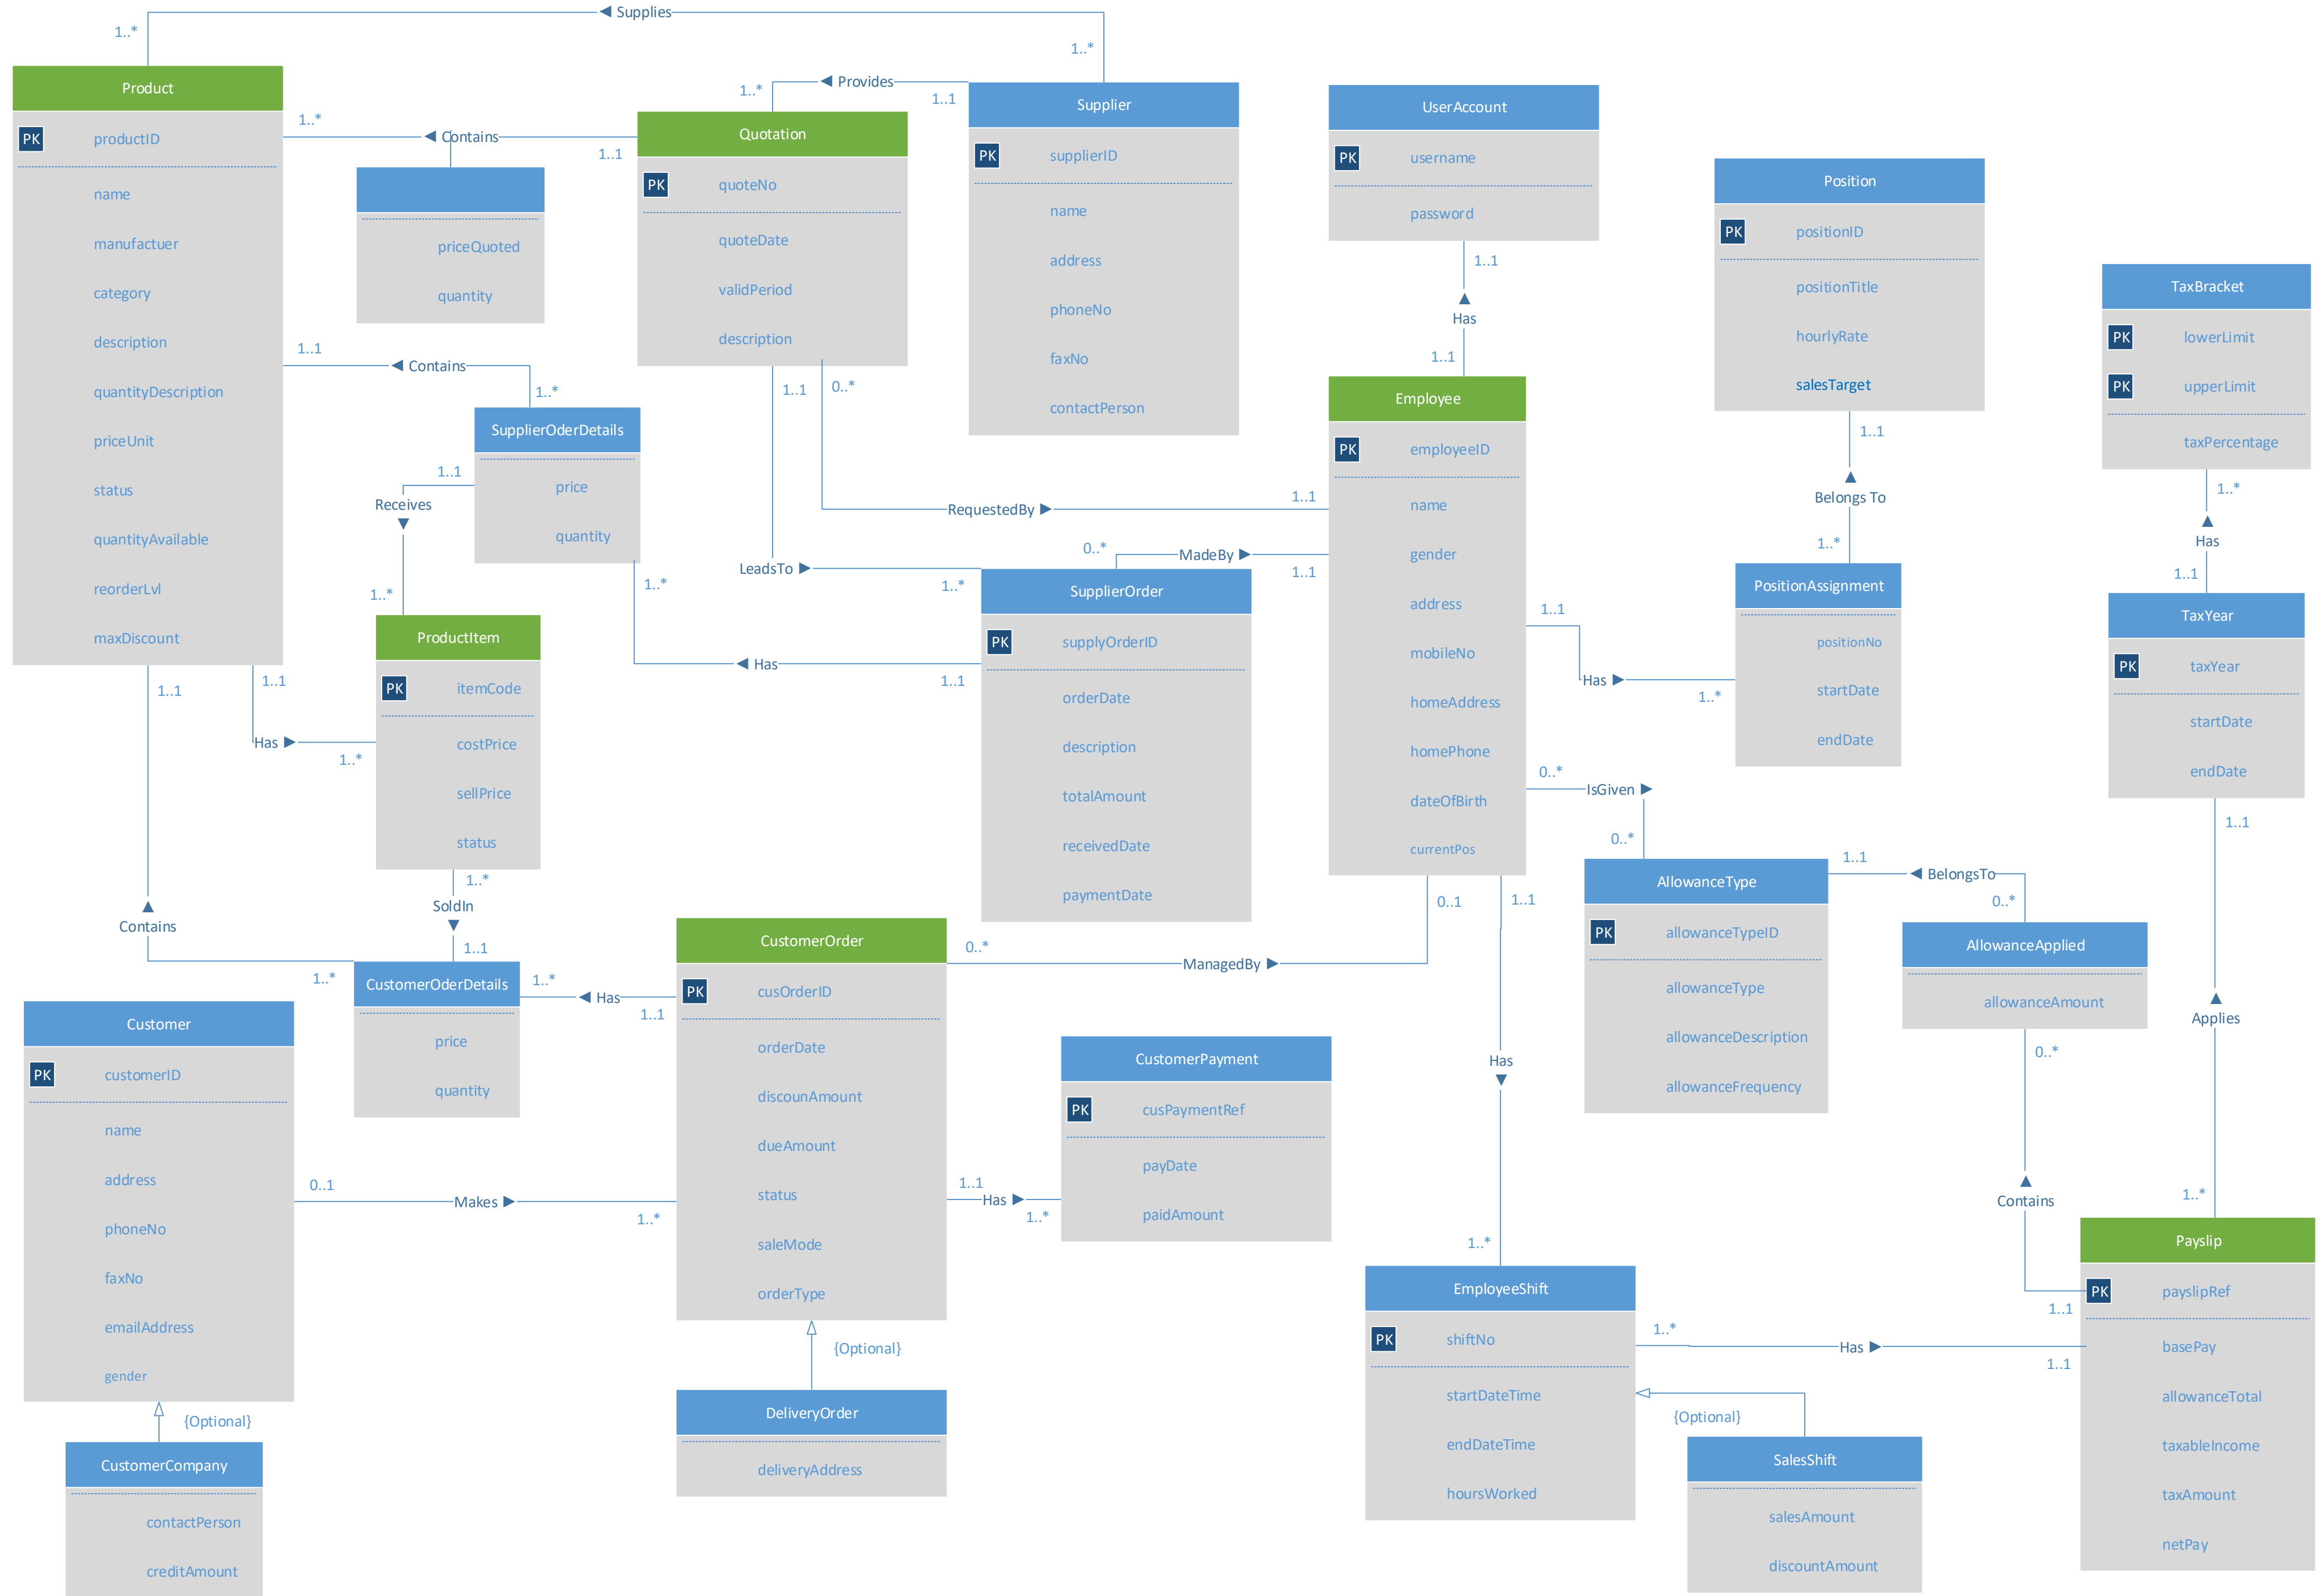 ◄ Supplies
1..*
1..*
Product
PK productID
name
manufactuer
category
description
quantityDescription
priceUnit
status
quantityAvailable
reorderLvl
maxDiscount
1..*
◄ Contains
1..1
priceQuoted
quantity
1..*
◄ Provides
1..1
Quotation
PK quoteNo
quoteDate
validPeriod
description
Supplier
PK supplierID
name
address
phoneNo
faxNo
contactPerson
UserAccount
PK username
password
1..1
▲
Has
1..1
Position
PK positionID
positionTitle
hourlyRate
salesTarget
1..1
▲
Belongs To
1..*
TaxBracket
PK lowerLimit
PK upperLimit
taxPercentage
1..*
▲
Has
1..1
1..1
◄ Contains
1..*
SupplierOderDetails
price
quantity
1..1
Receives
▼
1..*
1..1
0..*
RequestedBy ►
1..1
LeadsTo ►
1..*
0..*
MadeBy ►
1..1
1..*
◄ Has
1..1
Employee
PK employeeID
name
gender
address
mobileNo
homeAddress
homePhone
dateOfBirth
currentPos
SupplierOrder
PK supplyOrderID
orderDate
description
totalAmount
receivedDate
paymentDate
PositionAssignment
positionNo
startDate
endDate
1..1
Has ►
1..*
TaxYear
PK taxYear
startDate
endDate
1..1
ProductItem
PK itemCode
costPrice
sellPrice
status
1..1
1..1
Has ►
1..*
1..*
SoldIn
▼
1..1
▲
Contains
1..*
0..*
IsGiven ►
0..*
AllowanceType
PK allowanceTypeID
allowanceType
allowanceDescription
allowanceFrequency
1..1
◄ BelongsTo
0..*
AllowanceApplied
allowanceAmount
0..*
▲
Contains
1..1
▲
Applies
1..*
CustomerOderDetails
price
quantity
1..*
◄ Has
1..1
CustomerOrder
PK cusOrderID
orderDate
discounAmount
dueAmount
status
saleMode
orderType
0..*
ManagedBy ►
0..1
1..1
Has
▼
1..*
Customer
PK customerID
name
address
phoneNo
faxNo
emailAddress
gender
0..1
Makes ►
1..*
CustomerPayment
PK cusPaymentRef
payDate
paidAmount
1..1
Has ►
1..*
{Optional}
DeliveryOrder
deliveryAddress
{Optional}
CustomerCompany
contactPerson
creditAmount
EmployeeShift
PK shiftNo
startDateTime
endDateTime
hoursWorked
1..*
Has ►
1..1
{Optional}
SalesShift
salesAmount
discountAmount
Payslip
PK payslipRef
basePay
allowanceTotal
taxableIncome
taxAmount
netPay